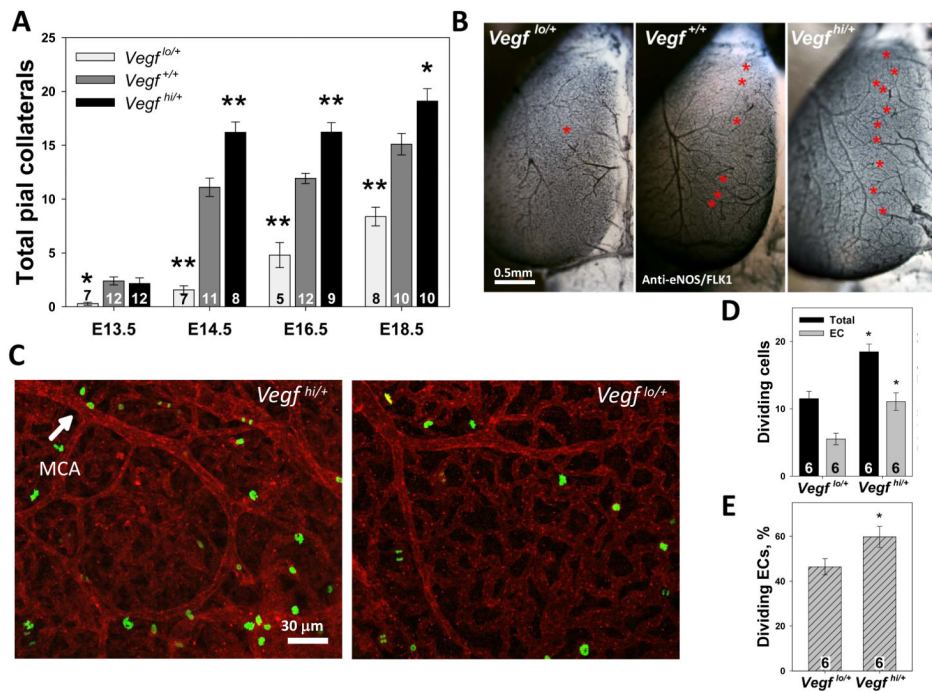 A
Total pial collaterals
25
20
15
10
5
0
Vegf lo/+
Vegf +/+
Vegf hi/+
*
**
**
**
**
**
*
7
12
12
7
11
8
5
12
9
8
10
10
E13.5
E14.5
E16.5
E18.5
B
Vegf lo/+
Vegf +/+
Vegf hi/+
0.5mm
Anti-eNOS/FLK1
C
Vegf hi/+
Vegf lo/+
MCA
30 μm
D
Total
EC
Dividing cells
20
10
0
*
*
6
6
6
6
Vegf lo/+
Vegf hi/+
E
Dividing ECs, %
60
40
20
0
*
6
6
Vegf lo/+
Vegf hi/+